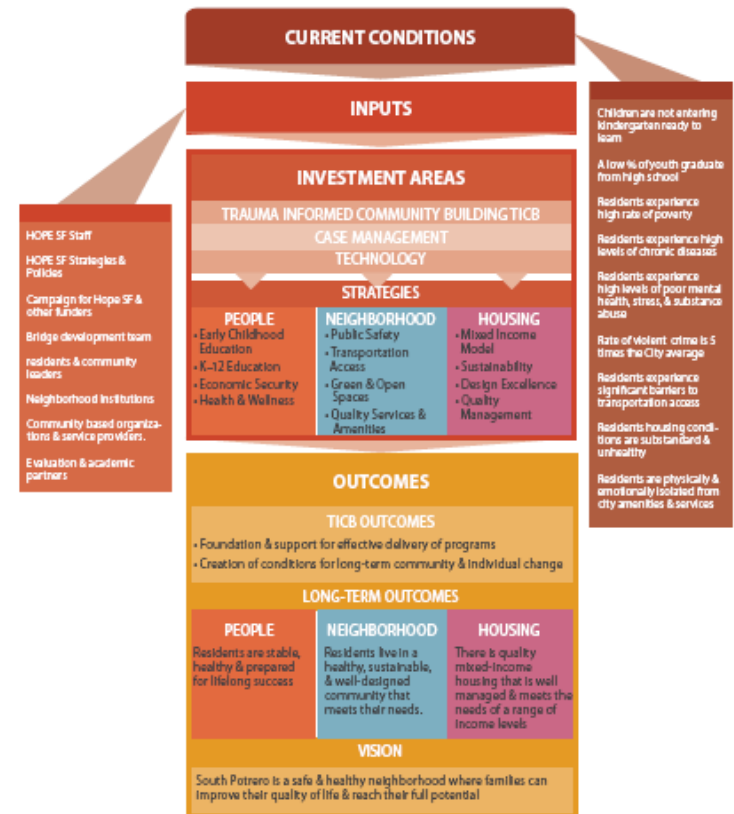 CURRENT CONDITIONS
Children are not entering
kindergarten ready to
learn
A low % of youth graduate
from high school
Residents experience
high rate of poverty
Residents experience high
levels of chronic diseases
Residents experience
high levels of poor mental
health, stress, & substance
abuse
Rate of violent crime is 5
times the City average
Residents experience
significant barriers to
transportation access
Residents housing condi-
tions are substandard &
unhealthy
Residents are physically &
emotionally isolated from
city amenities & services
INPUTS
HOPE SF Staff
HOPE SF Strategies &
Policies
Campaign for Hope SF &
other funders
Bridge development team
residents & community
leaders
Neighborhood Institutions
Community based organiza-
tions & service providers.
Evaluation & academic
partners
INVESTMENT AREAS
TRAUMA INFORMED COMMUNITY BUILDING TICB
CASE MANAGEMENT
TECHNOLOGY
STRATEGIES
PEOPLE
• Early Childhood
Education
• K–12 Education
• Economic Security
• Health & Wellness
NEIGHBORHOOD
• Public Safety
• Transportation
Access
• Green & Open
Spaces
• Quality Services &
Amenities
HOUSING
• Mixed Income
Model
• Sustainability
• Design Excellence
• Quality
Management
OUTCOMES
TICB OUTCOMES
• Foundation & support for effective delivery of programs
• Creation of conditions for long-term community & individual change
LONG-TERM OUTCOMES
PEOPLE
Residents are stable,
healthy & prepared
for lifelong success
NEIGHBORHOOD
Residents live in a
healthy, sustainable,
& well-designed
community that
meets their needs.
HOUSING
There is quality
mixed-income
housing that is well
managed & meets the
needs of a range of
income levels
VISION
South Potrero is a safe & healthy neighborhood where families can
improve their quality of life & reach their full potential